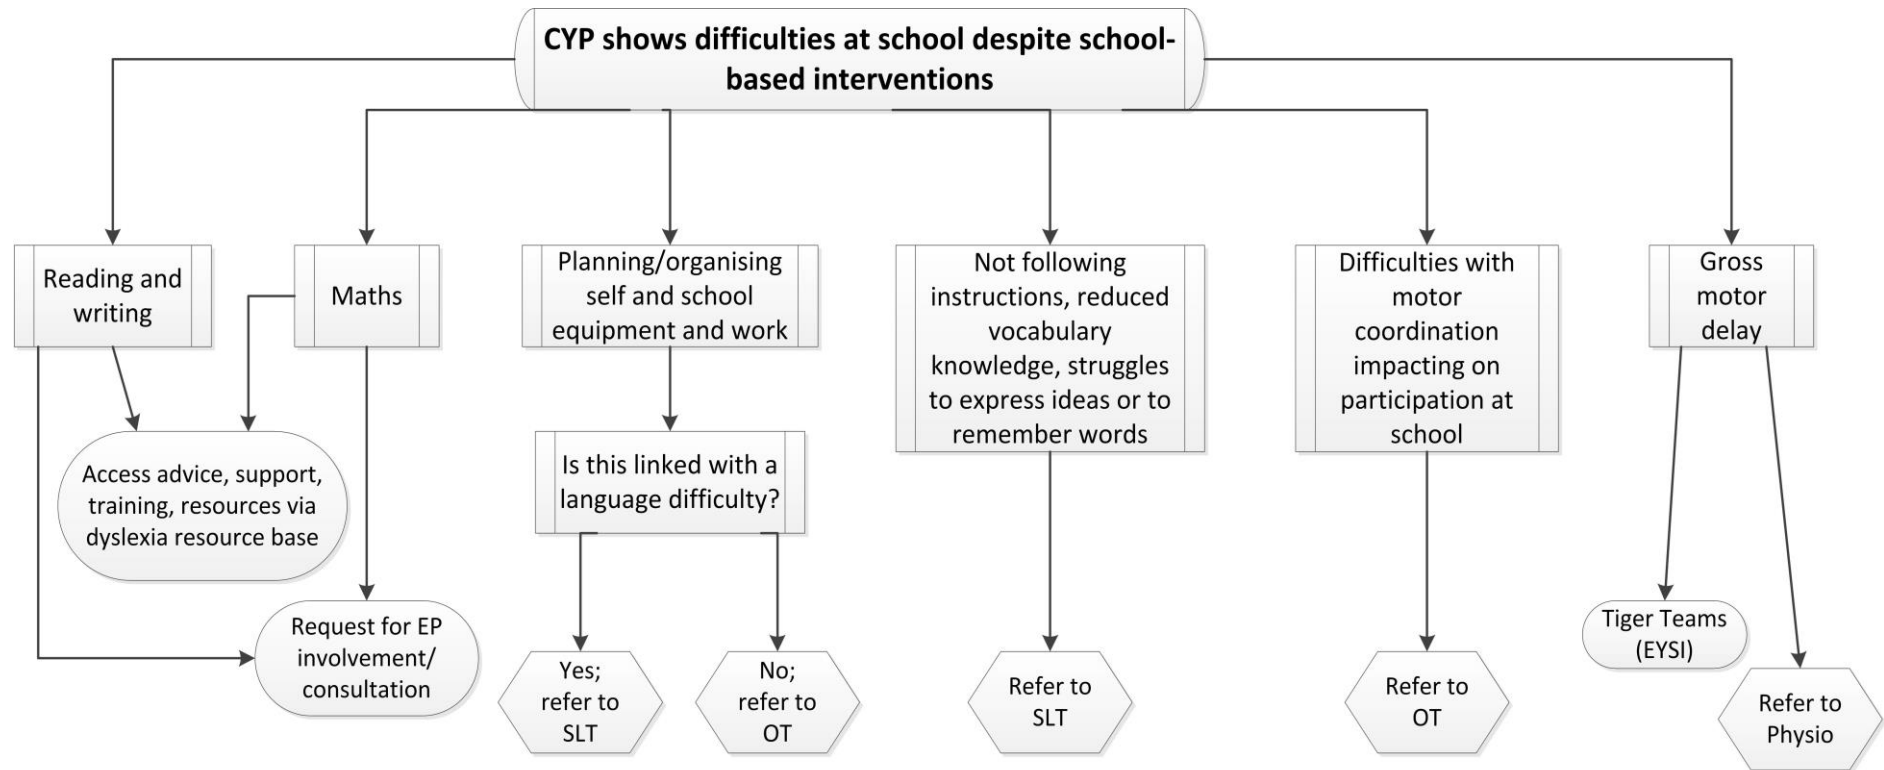 CYP shows difficulties at school despite school-
based interventions
Reading and
writing
Maths
Planning/organising
self and school
equipment and work
Not following
instructions, reduced
vocabulary
knowledge, struggles
to express ideas or to
remember words
Difficulties with
motor
coordination
impacting on
participation at
school
Gross
motor
delay
Access advice, support,
training, resources via
dyslexia resource base
Is this linked with a
language difficulty?
Request for EP
involvement/
consultation
Yes;
refer to
SLT
No;
refer to
OT
Refer to
SLT
Refer to
OT
Tiger Teams
(EYSI)
Refer to
Physio